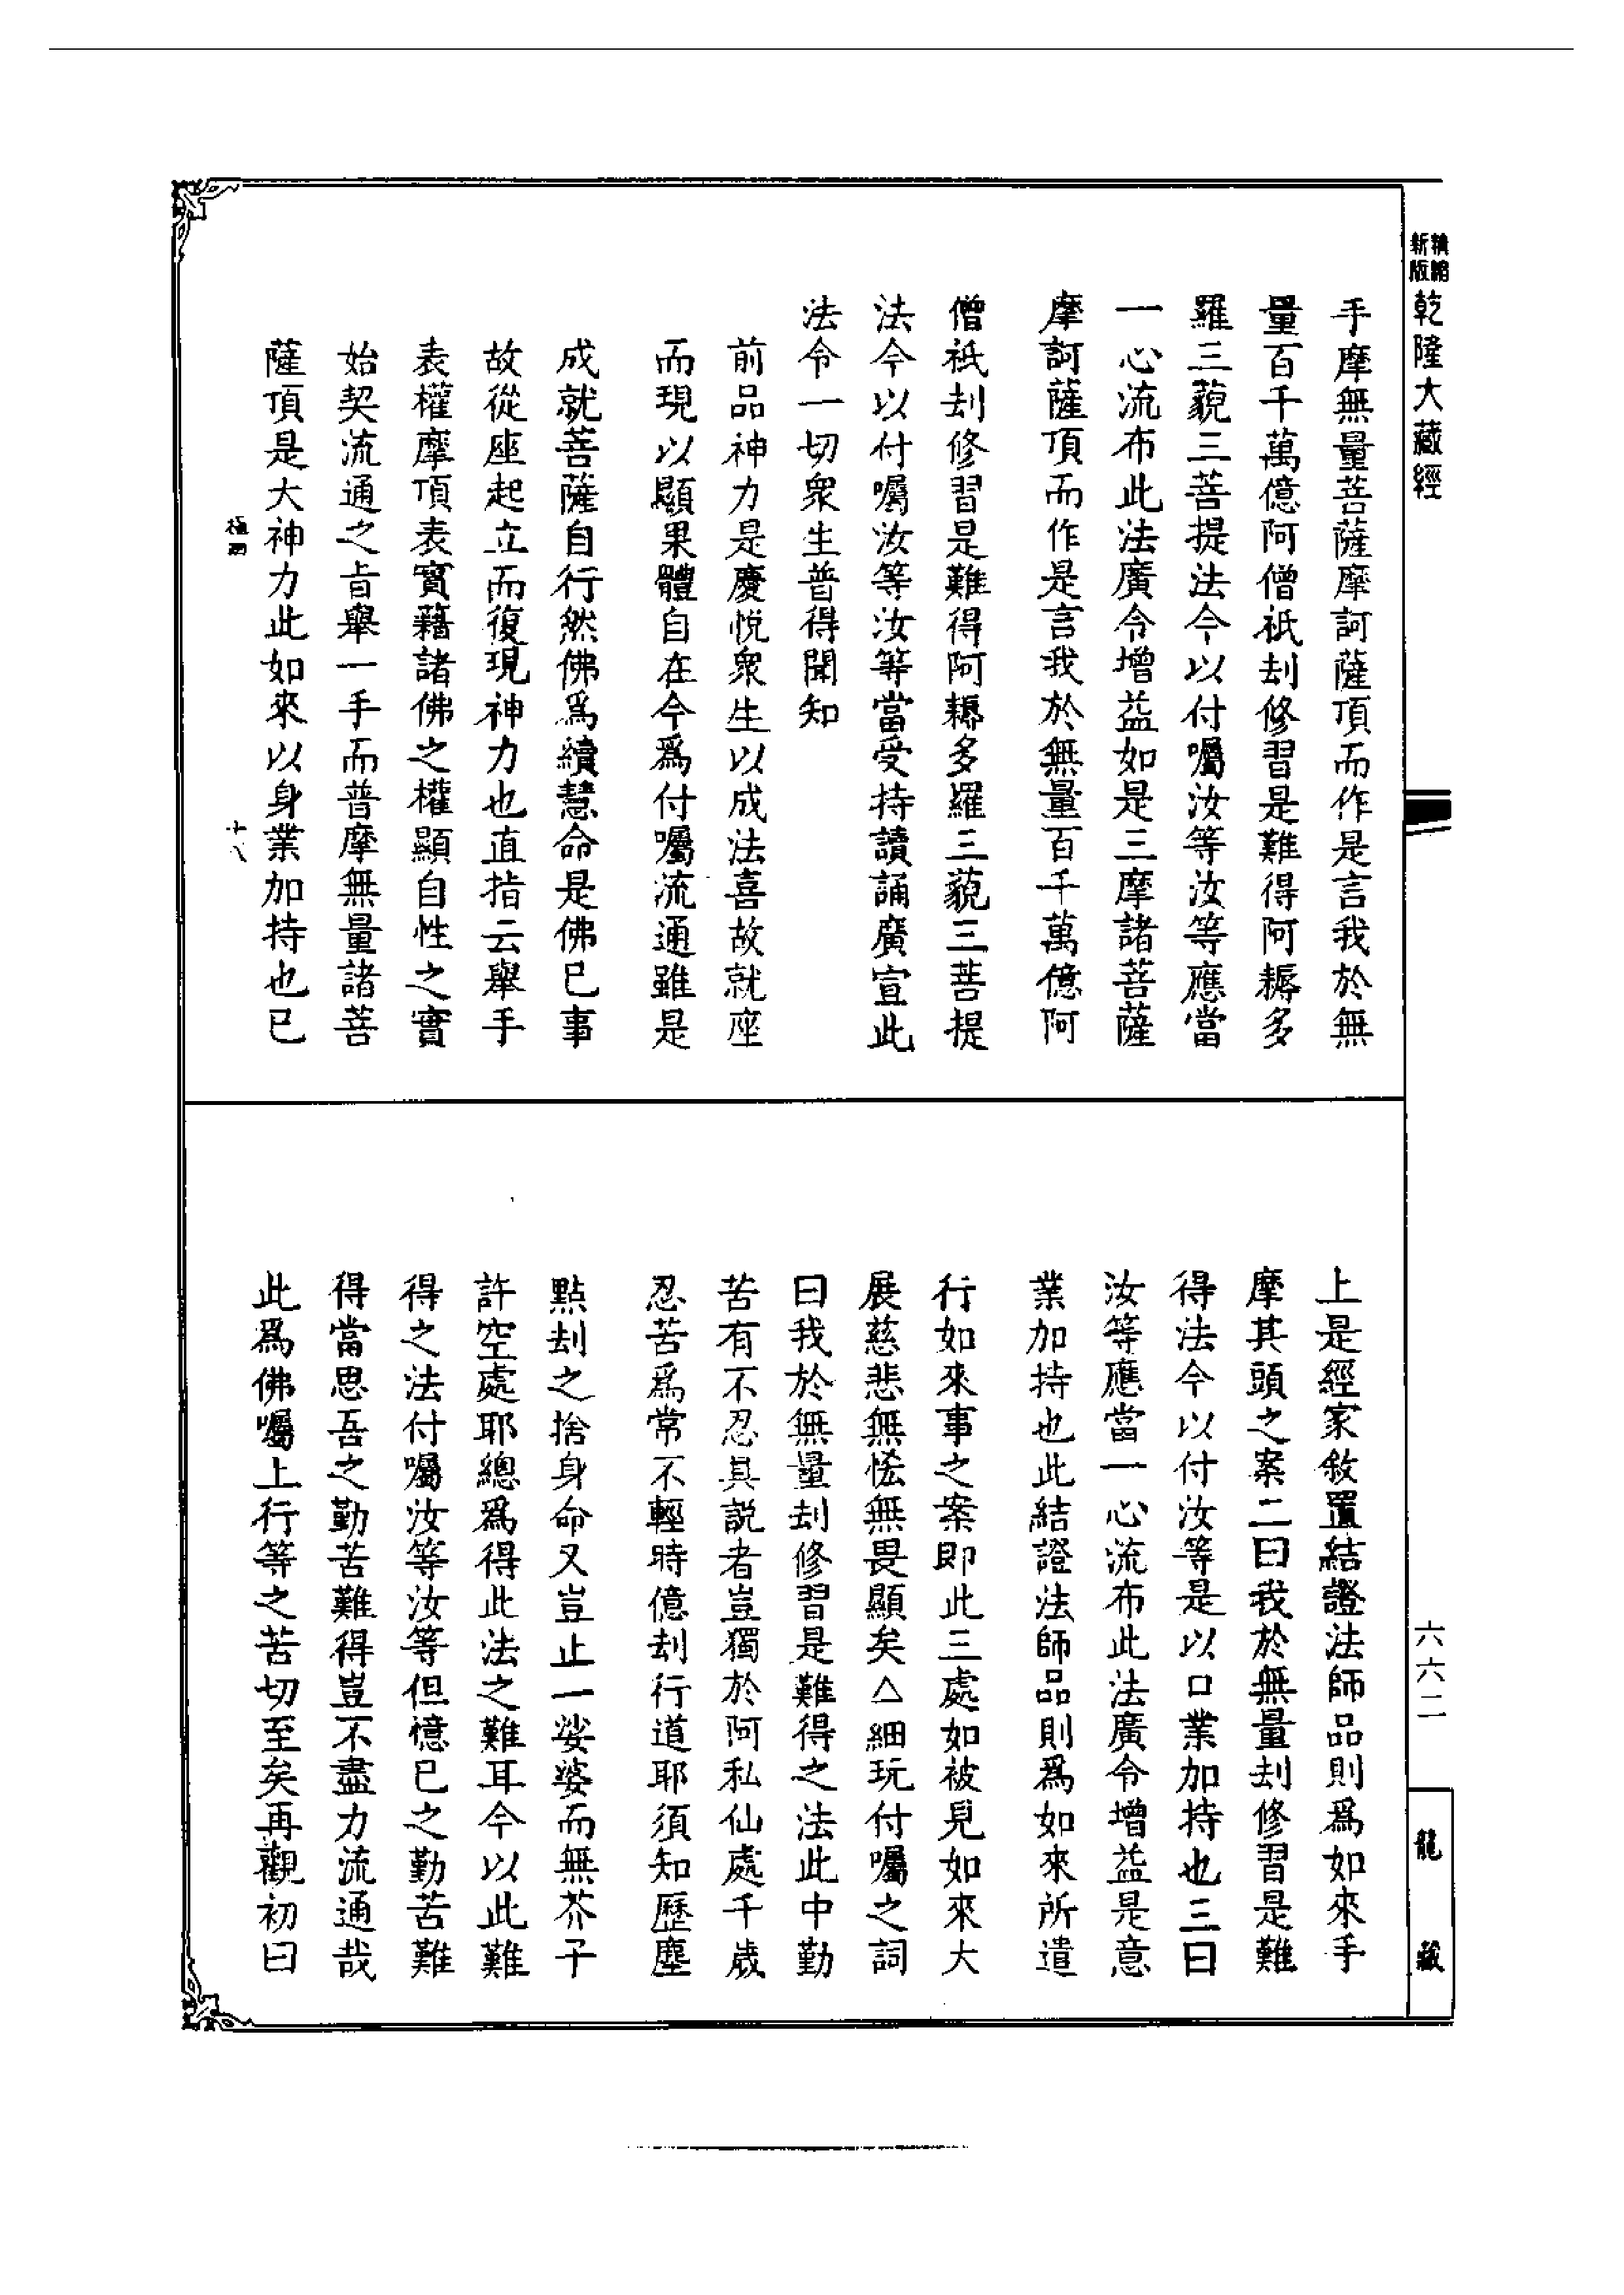 精縮
新版
乾隆大藏經
手摩無量菩薩摩訶薩頂而作是言我於無
量百千萬億阿僧祇刦修習是難得阿耨多
羅三藐三菩提法今以付囑汝等汝等應當
一心流布此法廣令增益如是三摩諸菩薩
摩訶薩頂而作是言我於無量百千萬億阿
僧祇刦修習是難得阿耨多羅三藐三菩提
法今以付囑汝等汝等當受持讀誦廣宣此
法令一切衆生普得聞知
前品神力是慶悅衆生以成法喜故就座
而現以顯果體自在今爲付囑流通雖是
成就菩薩自行然佛爲續慧命是佛已事
故從座起立而復現神力也直指云舉手
表權摩頂表實藉諸佛之權顯自性之實
始契流通之旨舉一手而普摩無量諸菩
薩頂是大神力此如來以身業加持也已
十八
上是經家敘置結證法師品則爲如來手
摩其頭之案二曰我於無量刦修習是難
得法今以付汝等是以口業加持也三曰
汝等應當一心流布此法廣令增益是意
業加持也此結證法師品則爲如來所遣
行如來事之案即此三處如被見如來大
展慈悲無恡無畏顯矣△細玩付囑之詞
曰我於無量刦修習是難得之法此中勤
苦有不忍具説者豈獨於阿私仙處千歲
忍苦爲常不輕時億刦行道耶須知歷塵
點刦之捨身命又豈止一娑婆而無芥子
許空處耶總爲得此法之難耳今以此難
得之法付囑汝等汝等但憶已之勤苦難
得當思吾之勤苦難得豈不盡力流通哉
此爲佛囑上行等之苦切至矣再觀初曰
六六二
龍藏